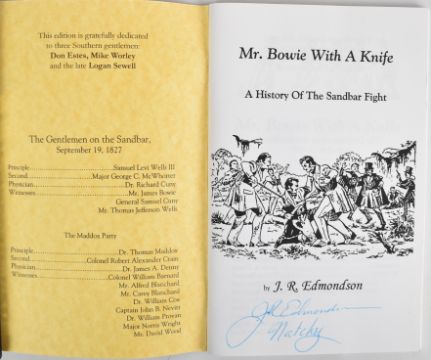 This edition is gratefully dedicated
to three Southern gentlemen:
Don Estes, Mike Worley
and the late Logan Sewell
The Gentlemen on the Sandbar,
September 19, 1827
Principle Samuel Levi Wells III
Second Major George C. McWhorter
Physician Dr. Richard Cuny
Witnesses Mr. James Bowie
General Samuel Cuny
Mr. Thomas Jefferson Wells
The Maddox Party
Principle Dr. Thomas Maddox
Second Colonel Robert Alexander Crain
Physician Dr. James A. Denny
Witnesses Colonel William Barnard
Mr. Alfred Blanchard
Mr. Carey Blanchard
Dr. William Cox
Captain John B. Nevitt
Dr. William Provan
Major Norris Wright
Mr. David Wood
Mr. Bowie With A Knife
A History Of The Sandbar Fight
by J. R. Edmondson
JR Edmondson
Natchez